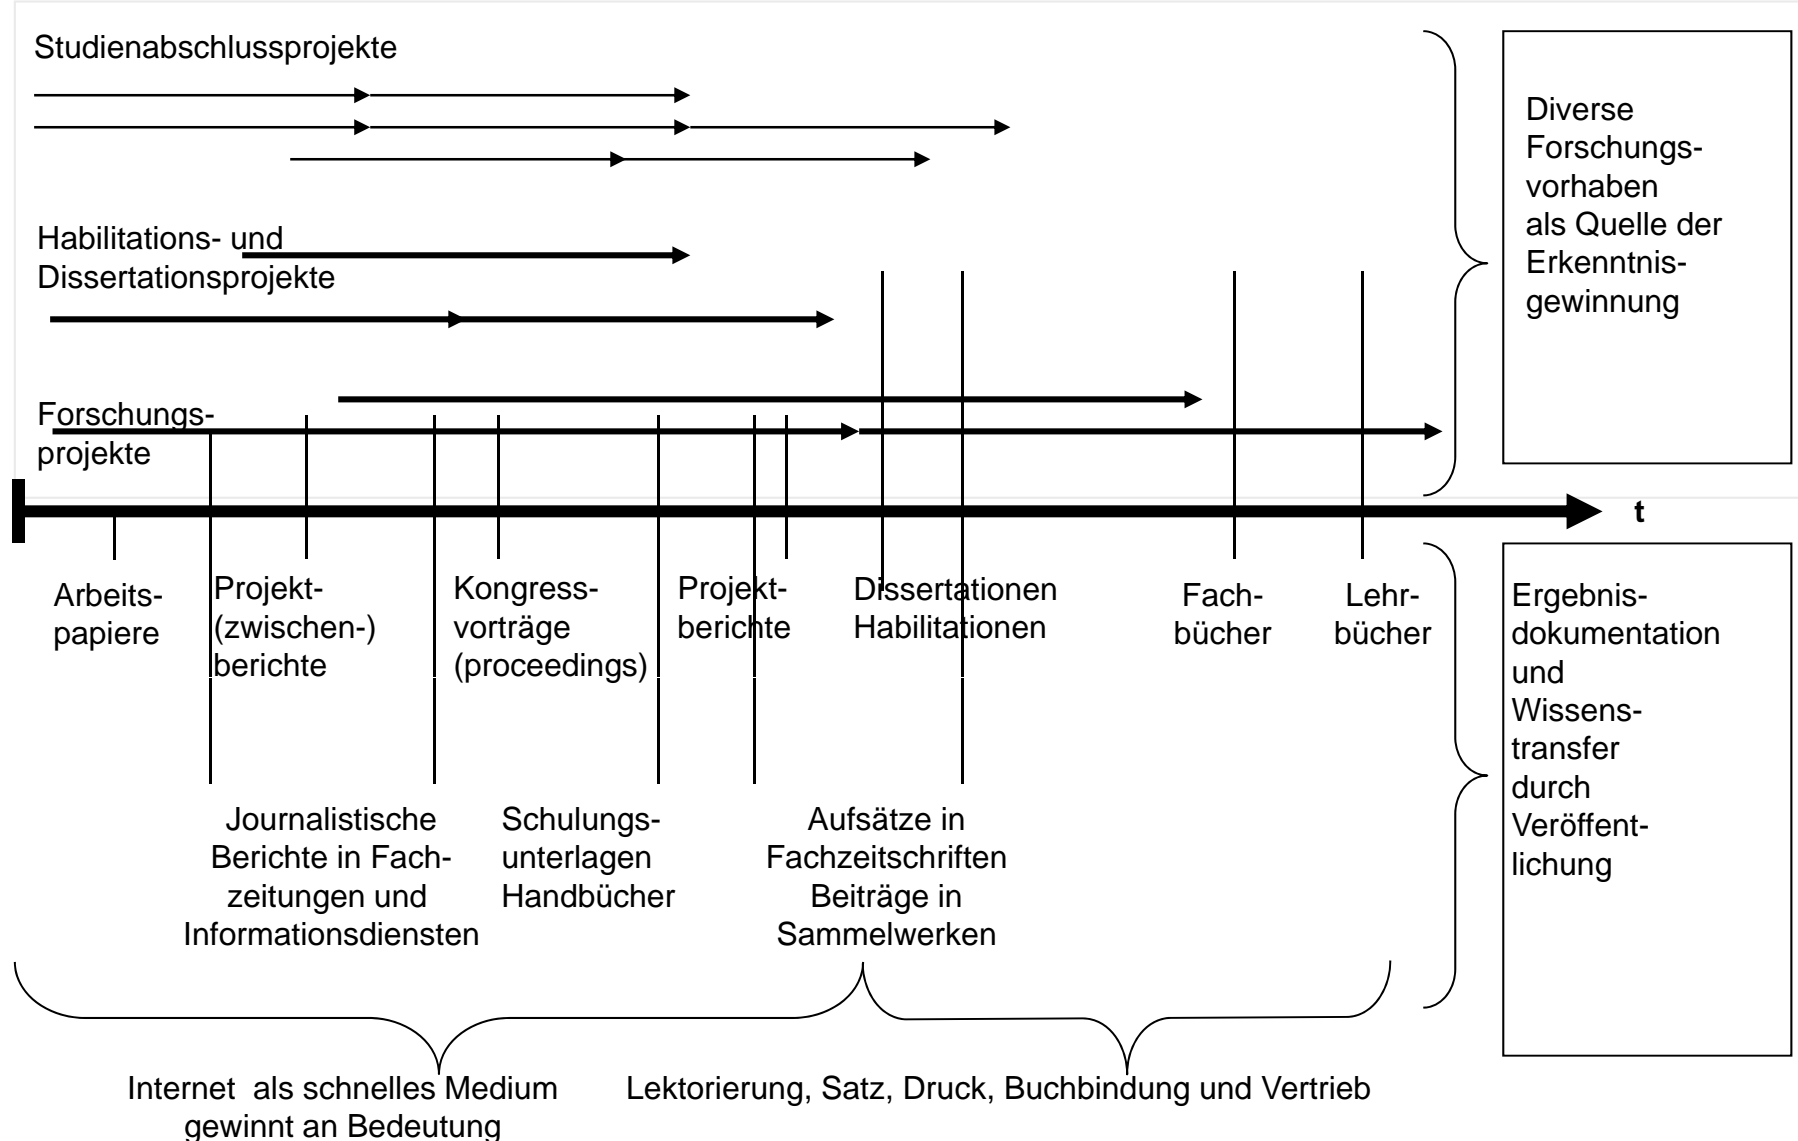 Studienabschlussprojekte
Diverse
Forschungs-
vorhaben
als Quelle der
Erkenntnis-
gewinnung
Habilitations- und
Dissertationsprojekte
Forschungs-
projekte
t
Arbeits-
papiere
Projekt-
(zwischen-)
berichte
Kongress-
vorträge
(proceedings)
Projekt-
berichte
Dissertationen
Habilitationen
Fach-
bücher
Lehr-
bücher
Ergebnis-
dokumentation
und
Wissens-
transfer
durch
Veröffent-
lichung
Journalistische
Berichte in Fach-
zeitungen und
Informationsdiensten
Schulungs-
unterlagen
Handbücher
Aufsätze in
Fachzeitschriften
Beiträge in
Sammelwerken
Internet als schnelles Medium
gewinnt an Bedeutung
Lektorierung, Satz, Druck, Buchbindung und Vertrieb